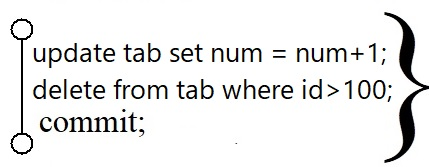 update tab set num = num+1;
delete from tab where id>100;
commit;